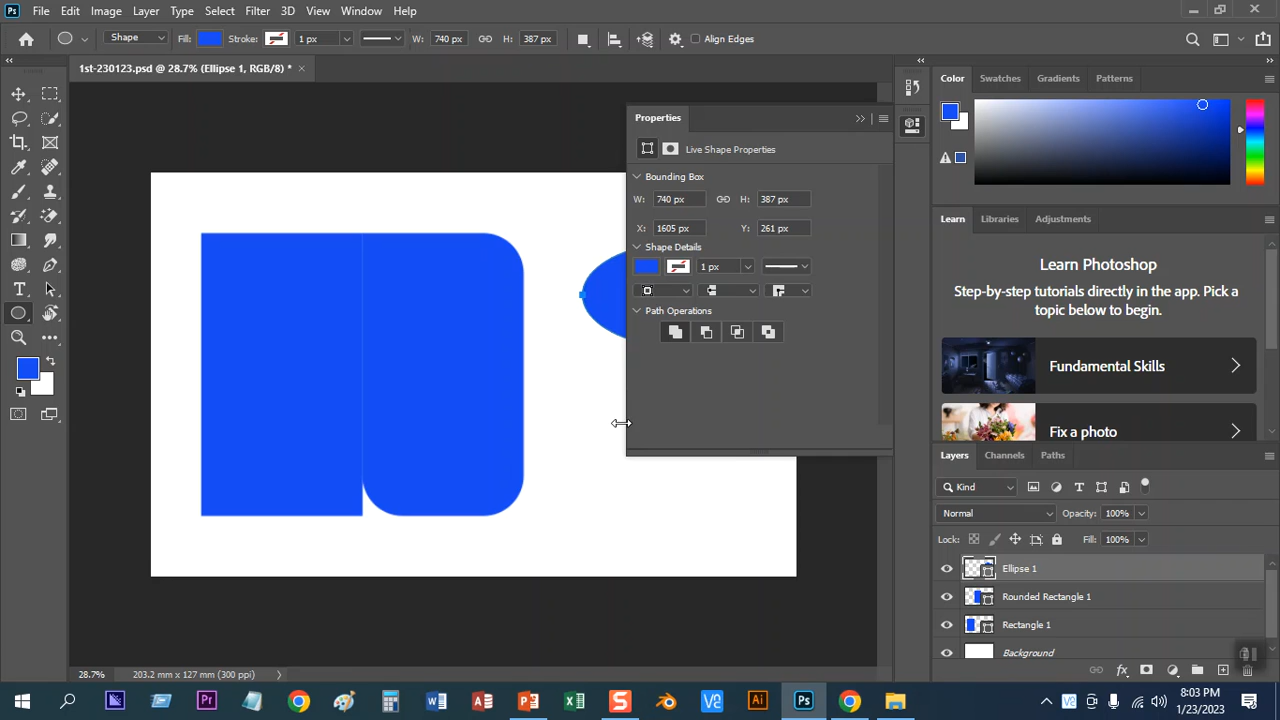 Ps File Edit Image Layer Type Select Filter 3D View Window Help
Shape Fill: Stroke: 1 px W: 740 px H: 387 px Align Edges
1st-230123.psd @ 28.7% (Ellipse 1, RGB/8) *
Properties
Live Shape Properties
Bounding Box
W: 740 px H: 387 px
X: 1605 px Y: 261 px
Shape Details
1 px
Path Operations
Color Swatches Gradients Patterns
Learn Libraries Adjustments
Learn Photoshop
Step-by-step tutorials directly in the app. Pick a
topic below to begin.
Fundamental Skills
Fix a photo
Layers Channels Paths
Kind
Normal Opacity: 100%
Lock: Fill: 100%
Ellipse 1
Rounded Rectangle 1
Rectangle 1
Background
28.7% 203.2 mm x 127 mm (300 ppi)
Pr Ai Ps
8:03 PM
1/23/2023